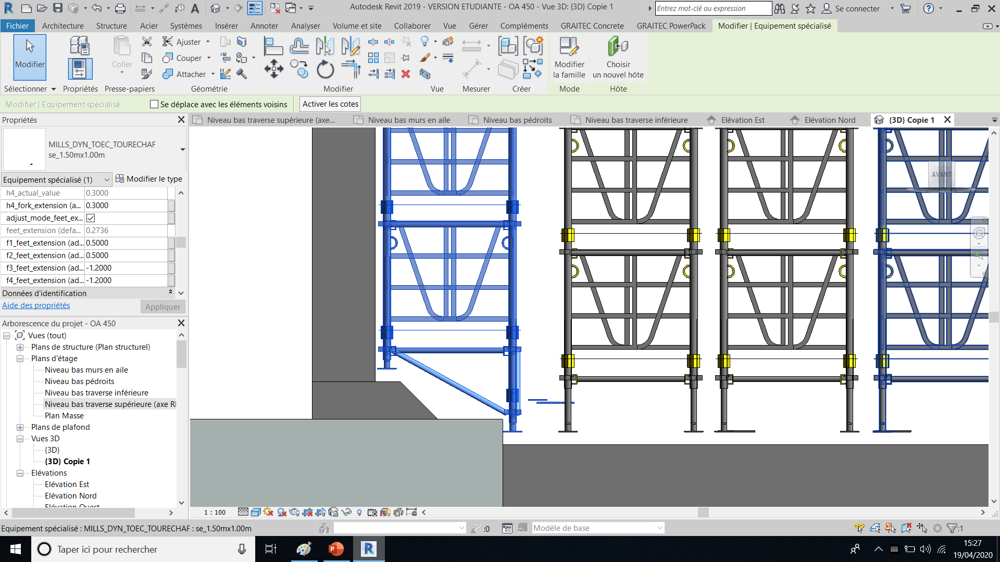 Autodesk Revit 2019 - VERSION ETUDIANTE - OA 450 - Vue 3D: {3D} Copie 1
Entrez mot-clé ou expression
Se connecter
Fichier Architecture Structure Acier Systèmes Insérer Annoter Analyser Volume et site Collaborer Vue Gérer Compléments GRAITEC Concrete GRAITEC PowerPack Modifier | Equipement spécialisé
Modifier
Coller
Ajuster
Couper
Attacher
Modifier
la famille
Choisir
un nouvel hôte
Sélectionner Propriétés Presse-papiers Géométrie Modifier Vue Mesurer Créer Mode Hôte
Modifier | Equipement spécialisé
Se déplace avec les éléments voisins
Activer les cotes
Propriétés
Niveau bas traverse supérieure (axe...
Niveau bas murs en aile
Niveau bas pédroits
Niveau bas traverse inférieure
Elévation Est
Elévation Nord
{3D} Copie 1
MILLS_DYN_TOEC_TOURECHAF
se_1.50mx1.00m
Equipement spécialisé (1)
Modifier le type
h4_actual_value 0.3000
h4_fork_extension (a... 0.3000
adjust_mode_feet_ex...
feet_extension (defa... 0.2736
f1_feet_extension (ad... 0.5000
f2_feet_extension (ad... 0.5000
f3_feet_extension (ad... -1.2000
f4_feet_extension (ad... -1.2000
Données d'identification
Aide des propriétés
Appliquer
Arborescence du projet - OA 450
Vues (tout)
Plans de structure (Plan structurel)
Plans d'étage
Niveau bas murs en aile
Niveau bas pédroits
Niveau bas traverse inférieure
Niveau bas traverse supérieure (axe R
Plan Masse
Plans de plafond
Vues 3D
{3D}
{3D} Copie 1
Elévations
Elévation Est
Elévation Nord
Elévation Ouest
AVANT
1 : 100
Equipement spécialisé : MILLS_DYN_TOEC_TOURECHAF : se_1.50mx1.00m
:0
Modèle de base
:1
Taper ici pour rechercher
SSD
15:27
19/04/2020